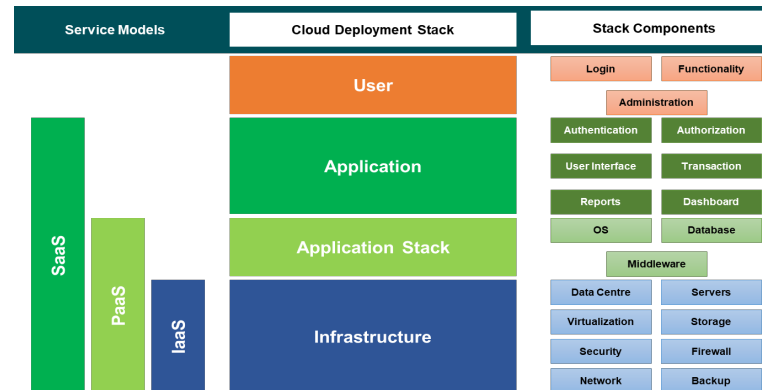 Service Models
Cloud Deployment Stack
Stack Components
User
Login
Functionality
Administration
Application
Authentication
Authorization
User Interface
Transaction
Reports
Dashboard
Application Stack
OS
Database
Middleware
SaaS
PaaS
IaaS
Infrastructure
Data Centre
Servers
Virtualization
Storage
Security
Firewall
Network
Backup